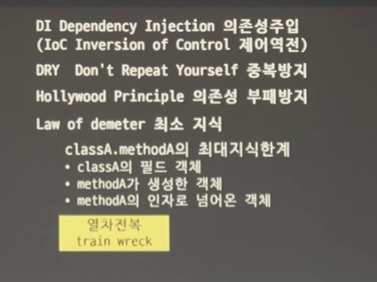 DI Dependency Injection 의존성주입
(IoC Inversion of Control 제어역전)
DRY Don't Repeat Yourself 중복방지
Hollywood Principle 의존성 부패방지
Law of demeter 최소 지식
classA.methodA의 최대지식한계
• classA의 필드 객체
• methodA가 생성한 객체
• methodA의 인자로 넘어온 객체
열차전복
train wreck